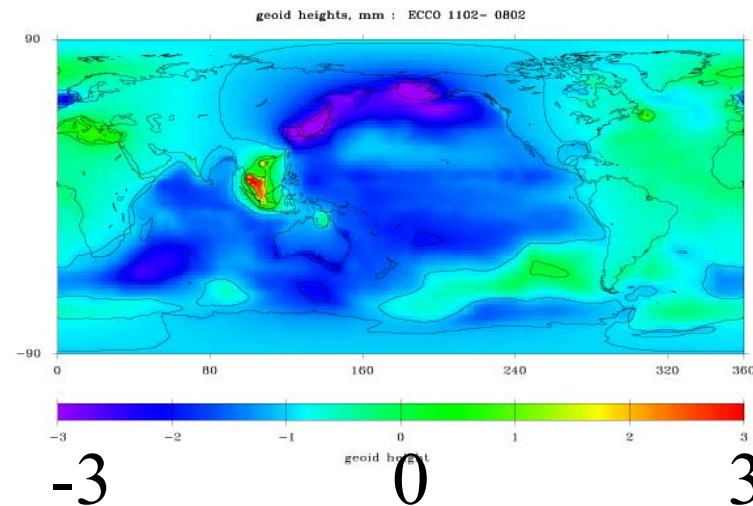 geoid heights, mm : ECCO 1102- 0802
90
-90
0 80 160 240 320 360
-3 -2 -1 0 1 2 3
geoid height
-3 0 3